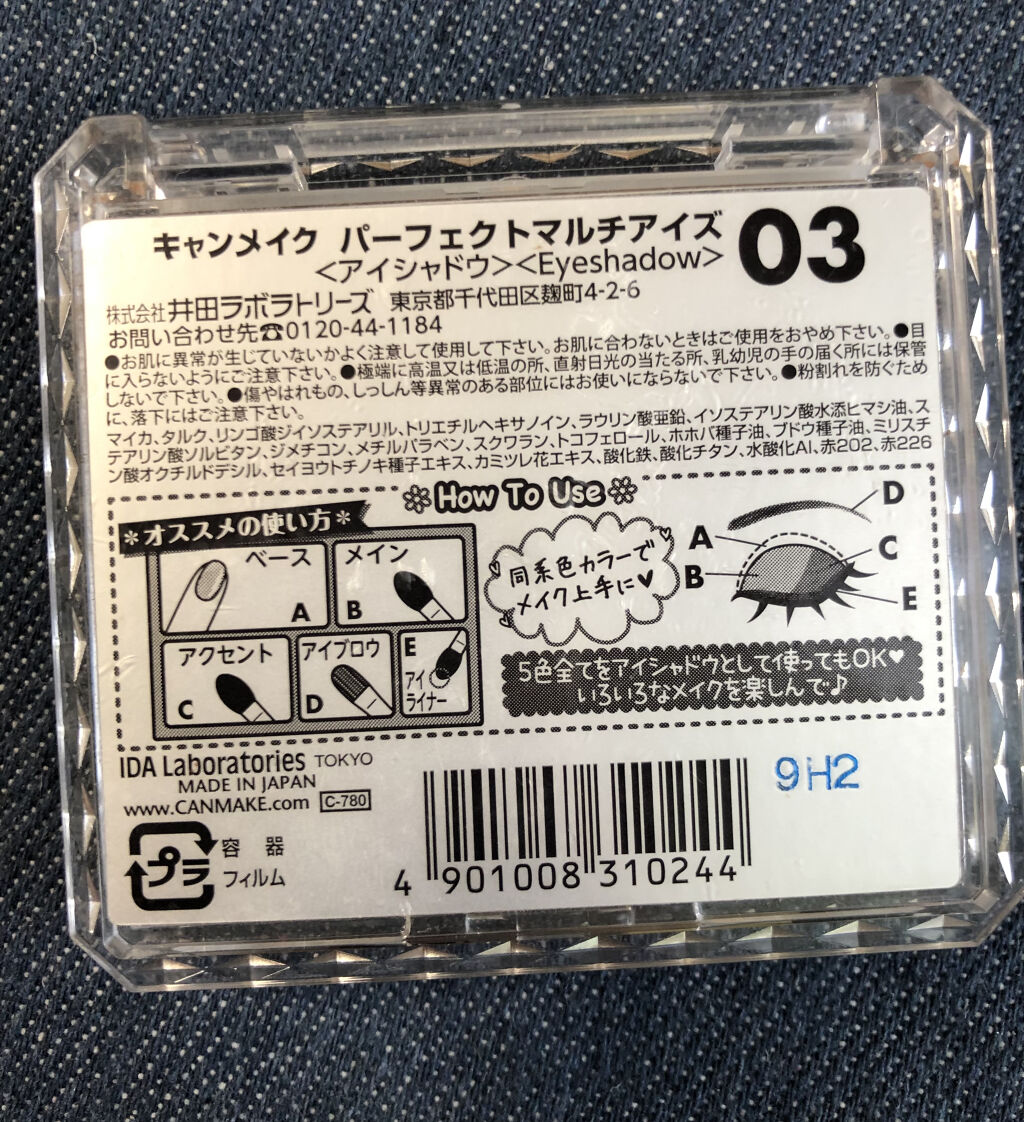 キャンメイク パーフェクトマルチアイズ
<アイシャドウ><Eyeshadow>
03
株式会社井田ラボラトリーズ 東京都千代田区麹町4-2-6
お問い合わせ先☎0120-44-1184
●お肌に異常が生じていないかよく注意して使用して下さい。お肌に合わないときはご使用をおやめ下さい。●目
に入らないようにご注意下さい。●極端に高温又は低温の所、直射日光の当たる所、乳幼児の手の届く所には保管
しないで下さい。●傷やはれもの、しっしん等異常のある部位にはお使いにならないで下さい。●粉割れを防ぐため
に、落下にはご注意下さい。
マイカ、タルク、リンゴ酸ジイソステアリル、トリエチルヘキサノイン、ラウリン酸亜鉛、イソステアリン酸水添ヒマシ油、ス
テアリン酸ソルビタン、ジメチコン、メチルパラベン、スクワラン、トコフェロール、ホホバ種子油、ブドウ種子油、ミリスチ
ン酸オクチルドデシル、セイヨウトチノキ種子エキス、カミツレ花エキス、酸化鉄、酸化チタン、水酸化Al、赤202、赤226
How To Use
*オススメの使い方*
ベース
A
メイン
B
アクセント
C
アイブロウ
D
E
アイ
ライナー
同系色カラーで
メイク上手に♥
A
B
D
C
E
5色全てをアイシャドウとして使ってもOK♥
いろいろなメイクを楽しんで♪
IDA Laboratories TOKYO
MADE IN JAPAN
www.CANMAKE.com C-780
プラ
容器
フィルム
4 901008 310244
9H2